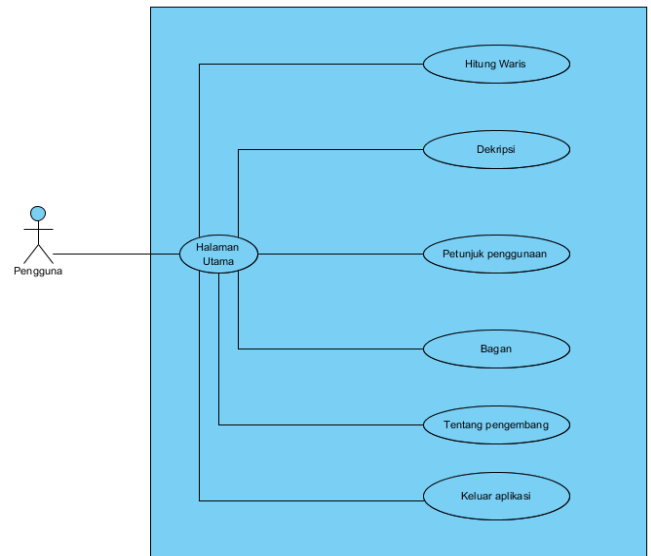 Hitung Waris
Dekripsi
Pengguna
Halaman
Utama
Petunjuk penggunaan
Bagan
Tentang pengembang
Keluar aplikasi